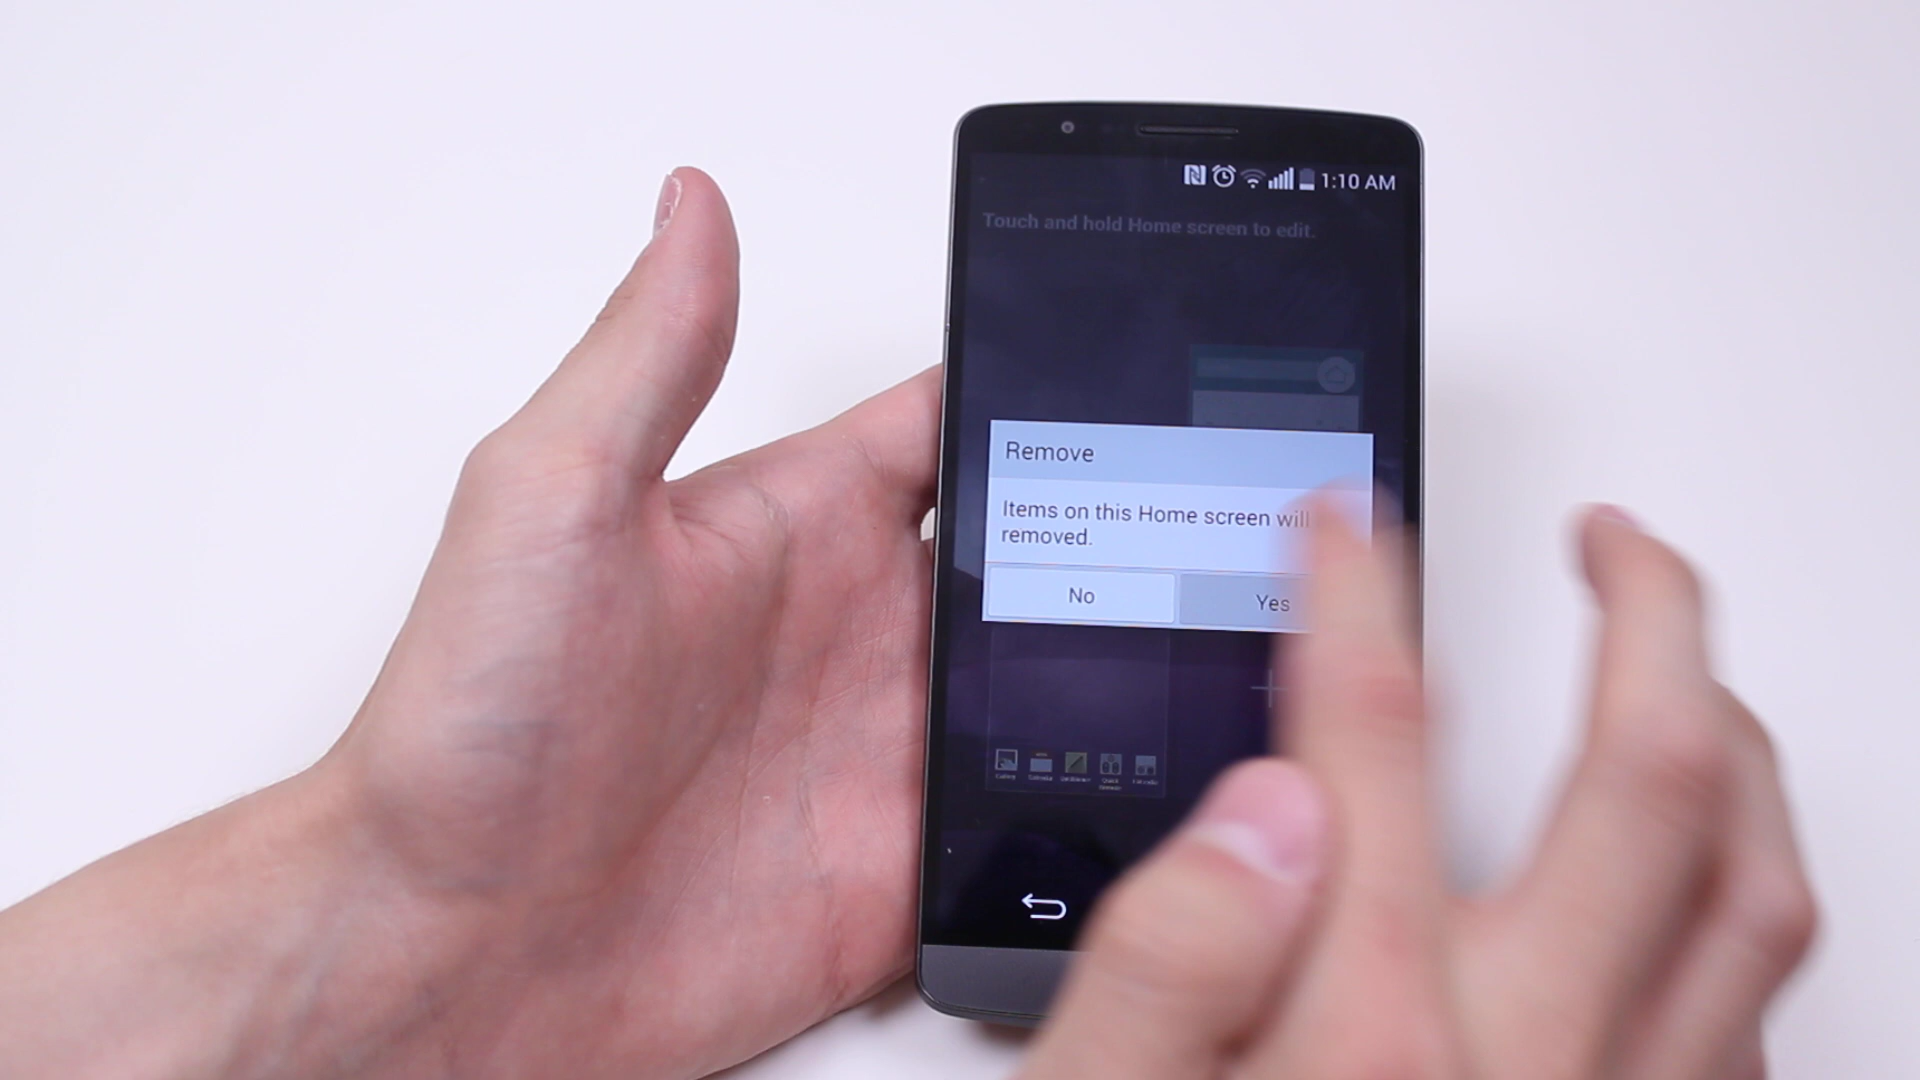 1:10 AM
Touch and hold Home screen to edit.
Remove
Items on this Home screen will
removed.
No
Yes